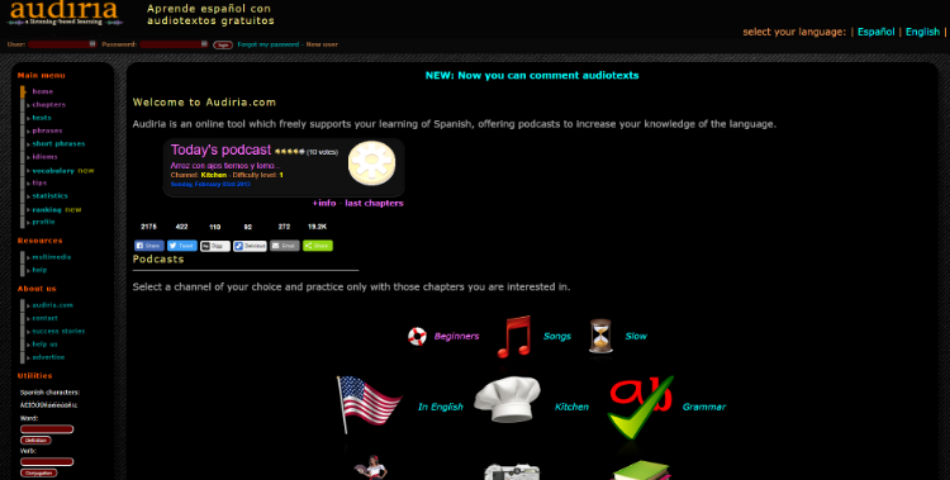 audiria
a listening-based learning
Aprende español con
audiotextos gratuitos
select your language: | Español | English |
User: Password: login Forgot my password - New user
NEW: Now you can comment audiotexts
Main menu
home
chapters
tests
phrases
short phrases
idioms
vocabulary new
tips
statistics
ranking new
profile
Resources
multimedia
help
About us
audiria.com
contact
success stories
help us
advertise
Utilities
Spanish characters:
Word:
Definition
Verb:
Conjugation
Welcome to Audiria.com
Audiria is an online tool which freely supports your learning of Spanish, offering podcasts to increase your knowledge of the language.
Today's podcast (10 votes)
Arroz con ajos tiernos y lomo...
Channel: Kitchen - Difficulty level: 1
+info - last chapters
2175 422 110 92 272 19.2K
Share Tweet Digg Delicious Email Share
Podcasts
Select a channel of your choice and practice only with those chapters you are interested in.
Beginners Songs Slow
In English Kitchen ab Grammar